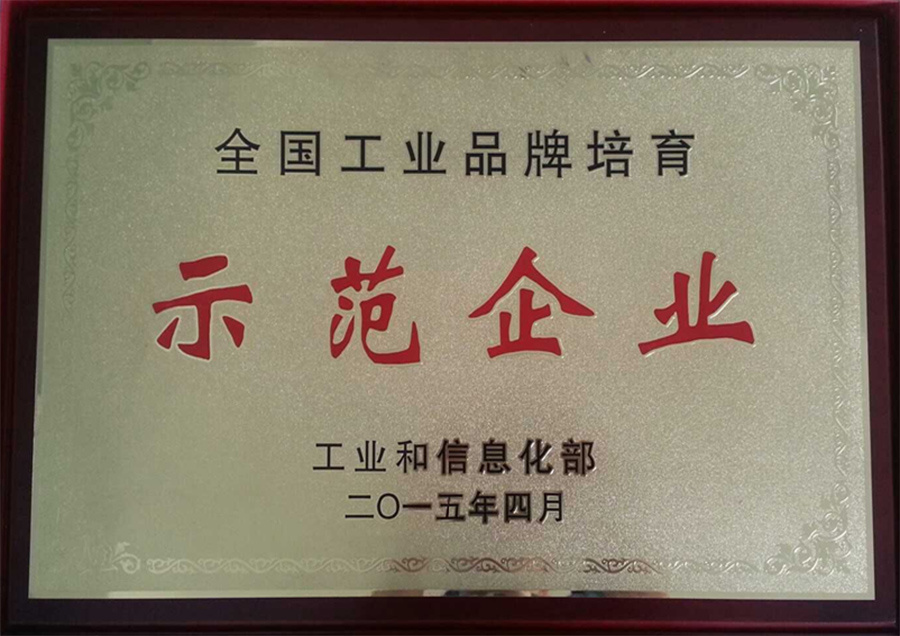 全国工业品牌培育
示范企业
工业和信息化部
二〇一五年四月